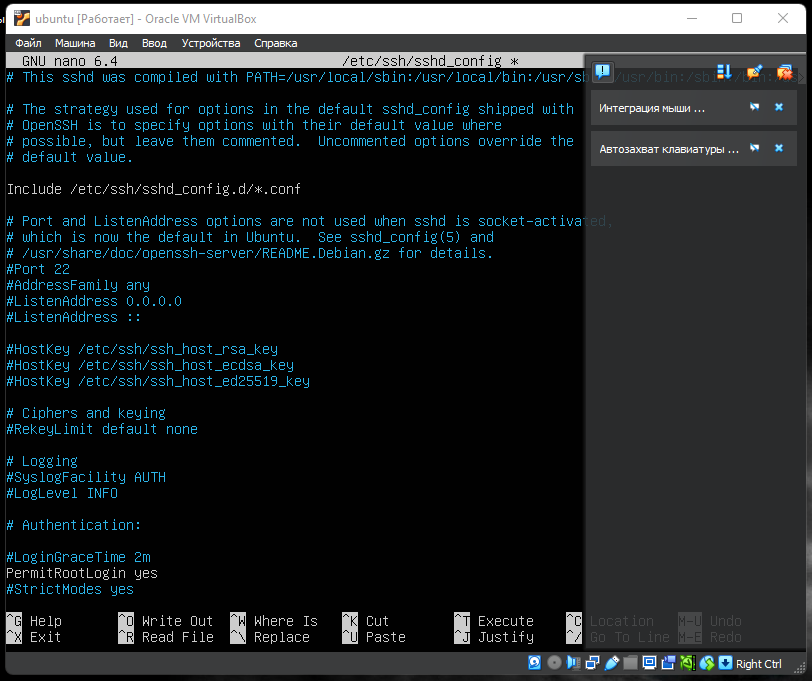 ubuntu [Работает] - Oracle VM VirtualBox
Файл Машина Вид Ввод Устройства Справка
GNU nano 6.4 /etc/ssh/sshd_config *
# This sshd was compiled with PATH=/usr/local/sbin:/usr/local/bin:/usr/sbin:/usr/bin:/sbin:
# The strategy used for options in the default sshd_config shipped with
# OpenSSH is to specify options with their default value where
# possible, but leave them commented.  Uncommented options override the
# default value.
Include /etc/ssh/sshd_config.d/*.conf
# Port and ListenAddress options are not used when sshd is socket-activated,
# which is now the default in Ubuntu.  See sshd_config(5) and
# /usr/share/doc/openssh-server/README.Debian.gz for details.
#Port 22
#AddressFamily any
#ListenAddress 0.0.0.0
#ListenAddress ::
#HostKey /etc/ssh/ssh_host_rsa_key
#HostKey /etc/ssh/ssh_host_ecdsa_key
#HostKey /etc/ssh/ssh_host_ed25519_key
# Ciphers and keying
#RekeyLimit default none
# Logging
#SyslogFacility AUTH
#LogLevel INFO
# Authentication:
#LoginGraceTime 2m
PermitRootLogin yes
#StrictModes yes
^G Help ^O Write Out ^W Where Is ^K Cut ^T Execute ^C Location M-U Undo
^X Exit ^R Read File ^\ Replace ^U Paste ^J Justify ^/ Go To Line M-E Redo
Интеграция мыши ...
Автозахват клавиатуры ...
Right Ctrl